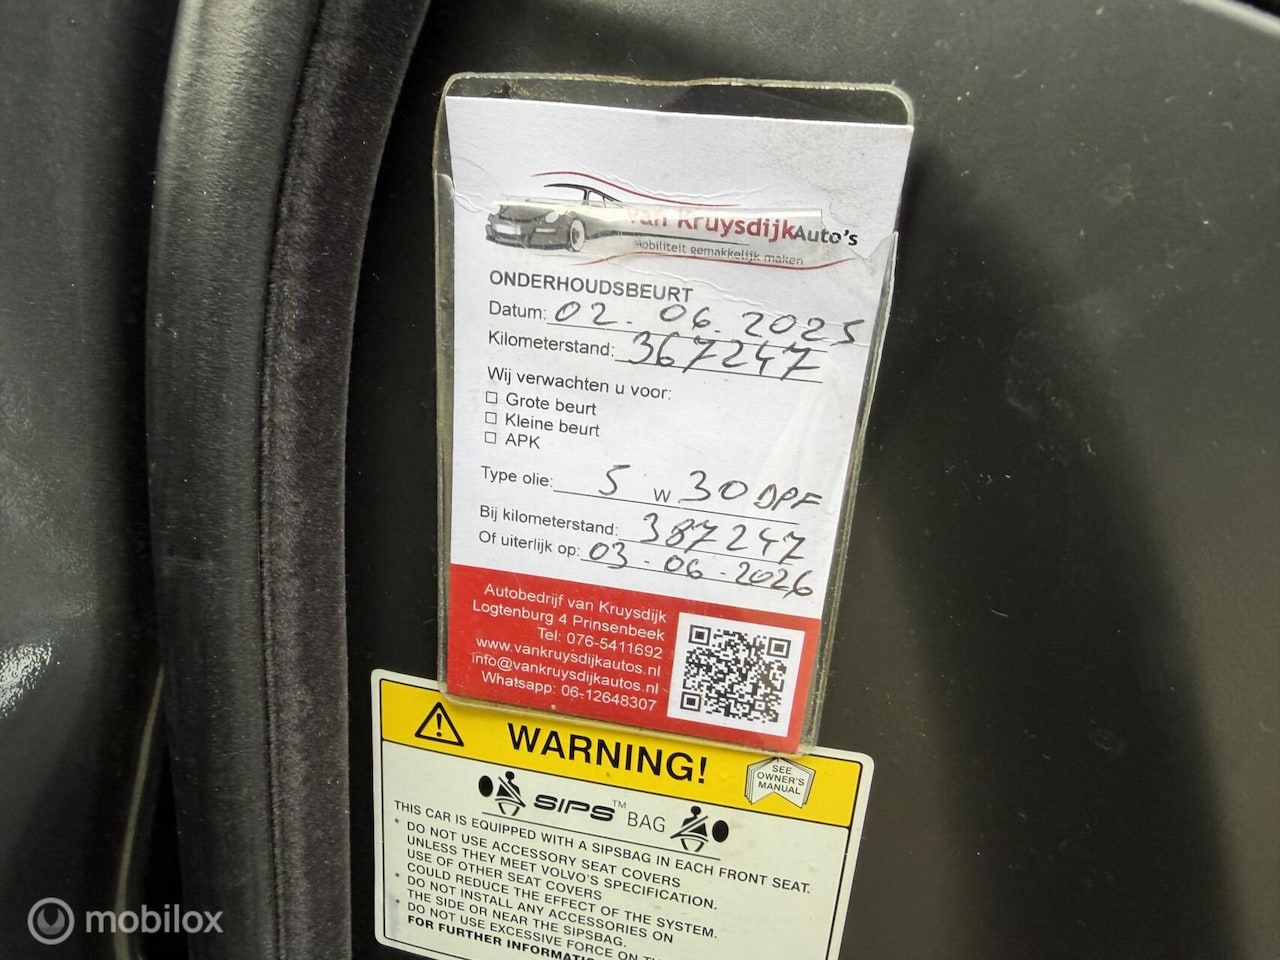 van Kruysdijk Auto's
Mobiliteit gemakkelijk maken
ONDERHOUDSBEURT
Datum: 02.06.2025
Kilometerstand: 367247
Wij verwachten u voor:
☐ Grote beurt
☐ Kleine beurt
☐ APK
Type olie: 5 W 30 DPF
Bij kilometerstand: 387247
Of uiterlijk op: 03-06-2026
Autobedrijf van Kruysdijk
Logtenburg 4 Prinsenbeek
Tel: 076-5411692
www.vankruysdijkautos.nl
info@vankruysdijkautos.nl
Whatsapp: 06-12648307
WARNING!
SEE
OWNER'S
MANUAL
SIPS™ BAG
THIS CAR IS EQUIPPED WITH A SIPSBAG IN EACH FRONT SEAT.
* DO NOT USE ACCESSORY SEAT COVERS
UNLESS THEY MEET VOLVO'S SPECIFICATION.
USE OF OTHER SEAT COVERS
COULD REDUCE THE EFFECT OF THE SYSTEM.
* DO NOT INSTALL ANY ACCESSORIES ON
THE SIDE OR NEAR THE SIPSBAG.
* DO NOT USE EXCESSIVE FORCE ON
FOR FURTHER
mobilox